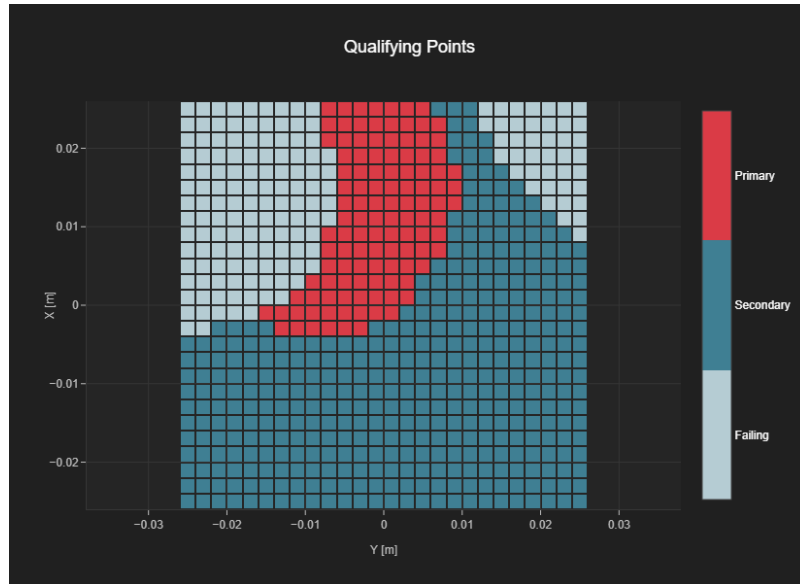 Qualifying Points
X [m]
0.02
0.01
0
−0.01
−0.02
−0.03
−0.02
−0.01
0
0.01
0.02
0.03
Y [m]
Primary
Secondary
Failing